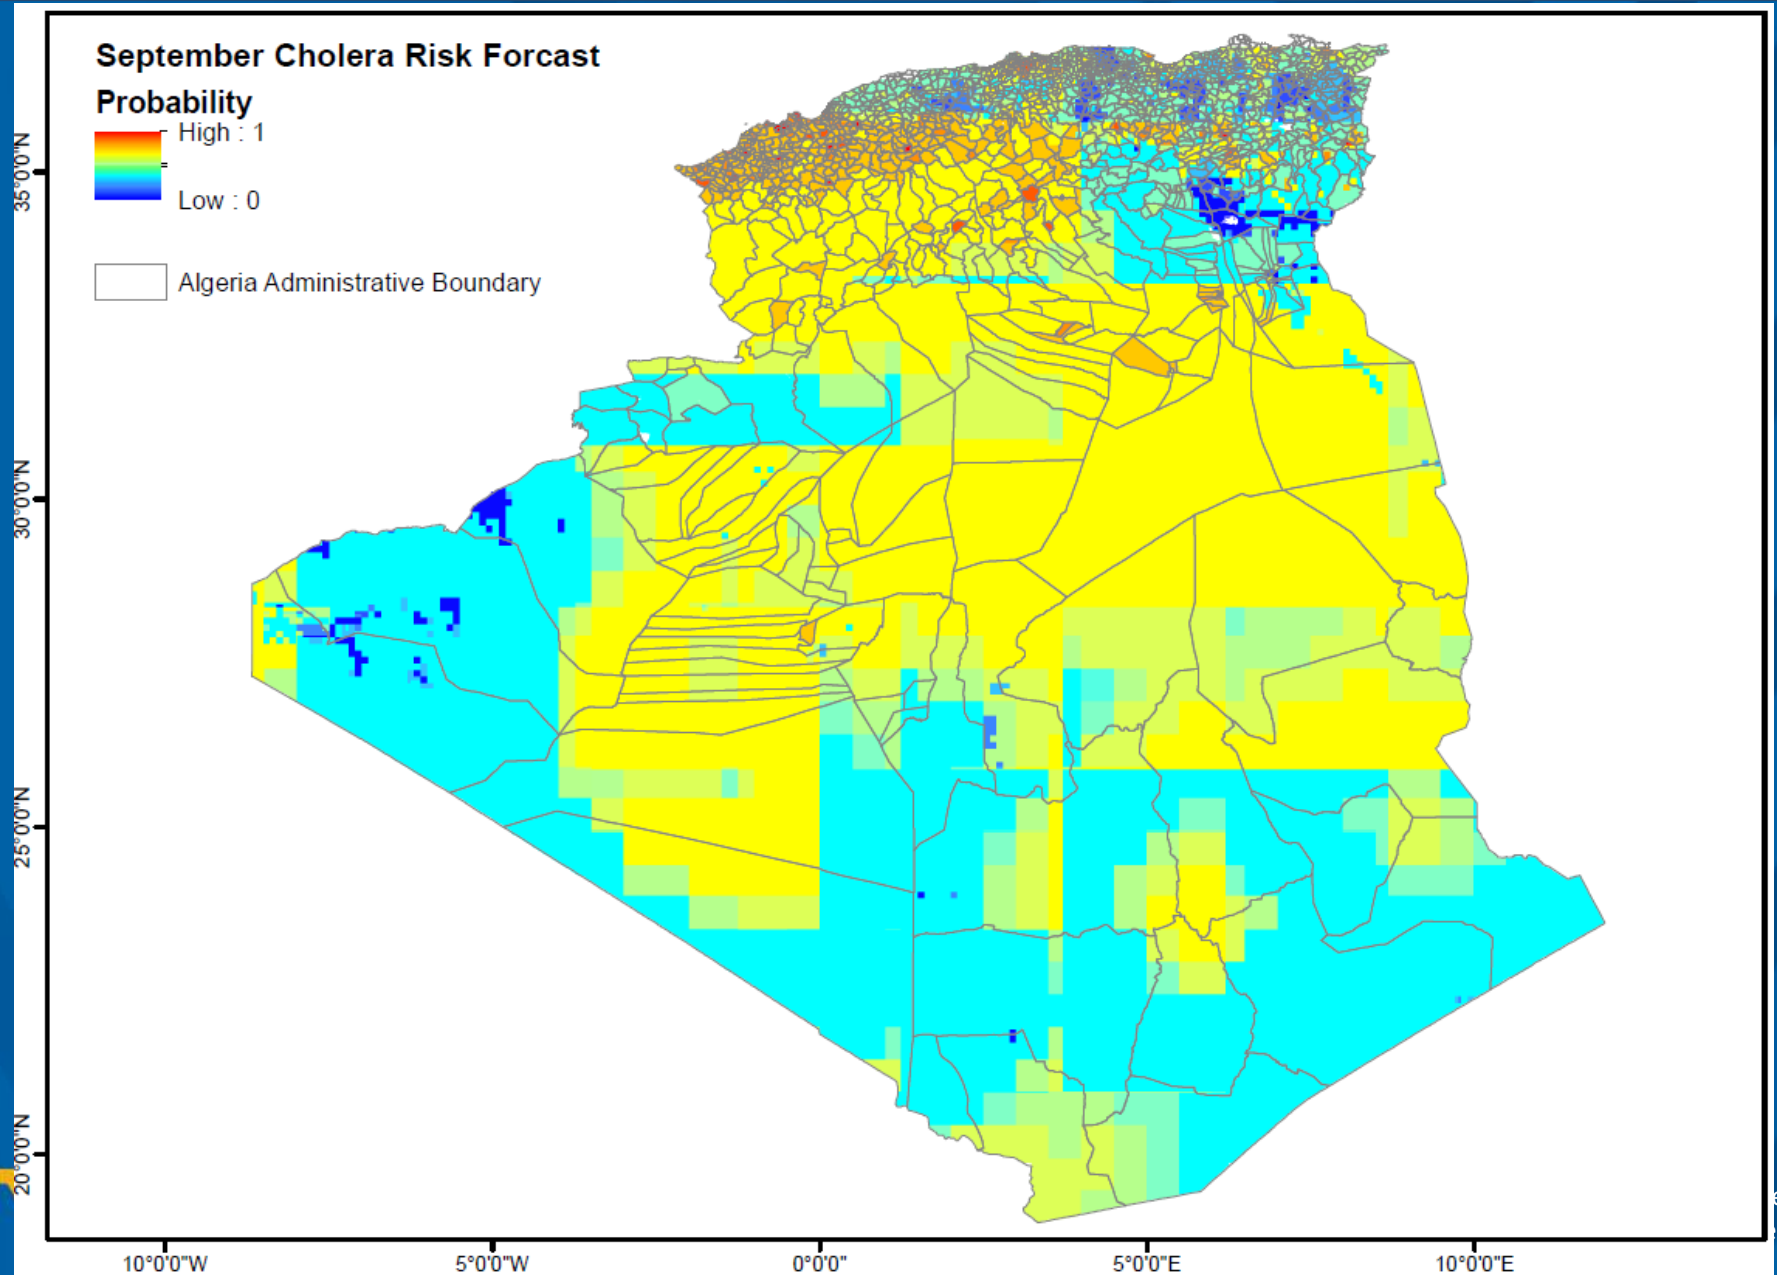 September Cholera Risk Forcast
Probability
High : 1
Low : 0
Algeria Administrative Boundary
35°0'0"N
30°0'0"N
25°0'0"N
20°0'0"N
10°0'0"W
5°0'0"W
0°0'0"
5°0'0"E
10°0'0"E